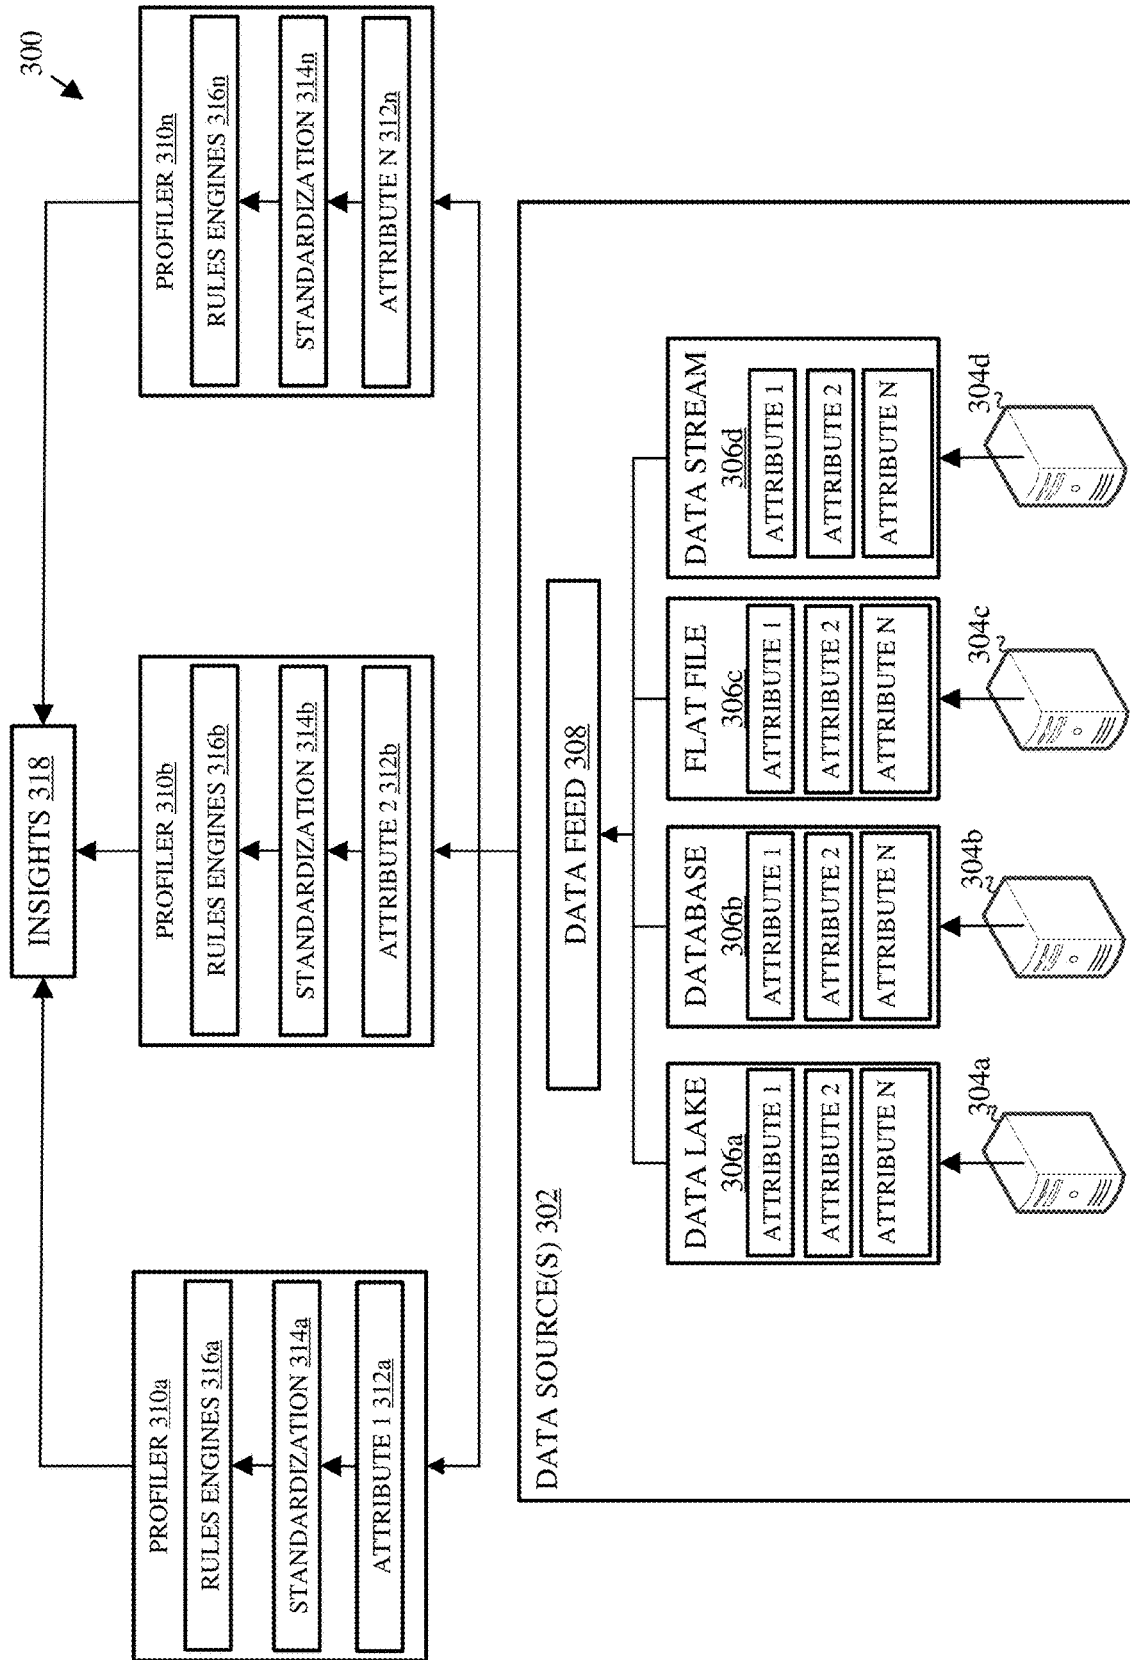 300
INSIGHTS 318
PROFILER 310a
RULES ENGINES 316a
STANDARDIZATION 314a
ATTRIBUTE 1 312a
PROFILER 310b
RULES ENGINES 316b
STANDARDIZATION 314b
ATTRIBUTE 2 312b
PROFILER 310n
RULES ENGINES 316n
STANDARDIZATION 314n
ATTRIBUTE N 312n
DATA SOURCE(S) 302
DATA FEED 308
DATA LAKE
306a
ATTRIBUTE 1
ATTRIBUTE 2
ATTRIBUTE N
DATABASE
306b
ATTRIBUTE 1
ATTRIBUTE 2
ATTRIBUTE N
FLAT FILE
306c
ATTRIBUTE 1
ATTRIBUTE 2
ATTRIBUTE N
DATA STREAM
306d
ATTRIBUTE 1
ATTRIBUTE 2
ATTRIBUTE N
304a
304b
304c
304d